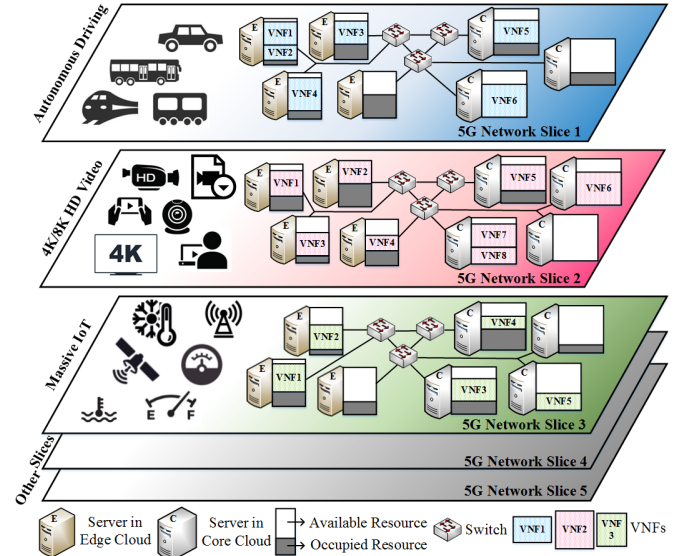 Autonomous Driving
E
VNF1
VNF2
E
VNF3
C
VNF5
C
E
VNF4
E
C
VNF6
5G Network Slice 1
4K/8K HD Video
HD
4K
E
VNF1
E
VNF2
C
VNF5
C
VNF6
E
VNF3
E
VNF4
C
VNF7
VNF8
C
5G Network Slice 2
Massive IoT
E F
E
VNF2
C
VNF4
C
E
VNF1
E
C
VNF3
C
VNF5
5G Network Slice 3
Other Slices
5G Network Slice 4
5G Network Slice 5
E
Server in
Edge Cloud
C
Server in
Core Cloud
Available Resource
Occupied Resource
Switch
VNF1
VNF2
VNF
3
VNFs